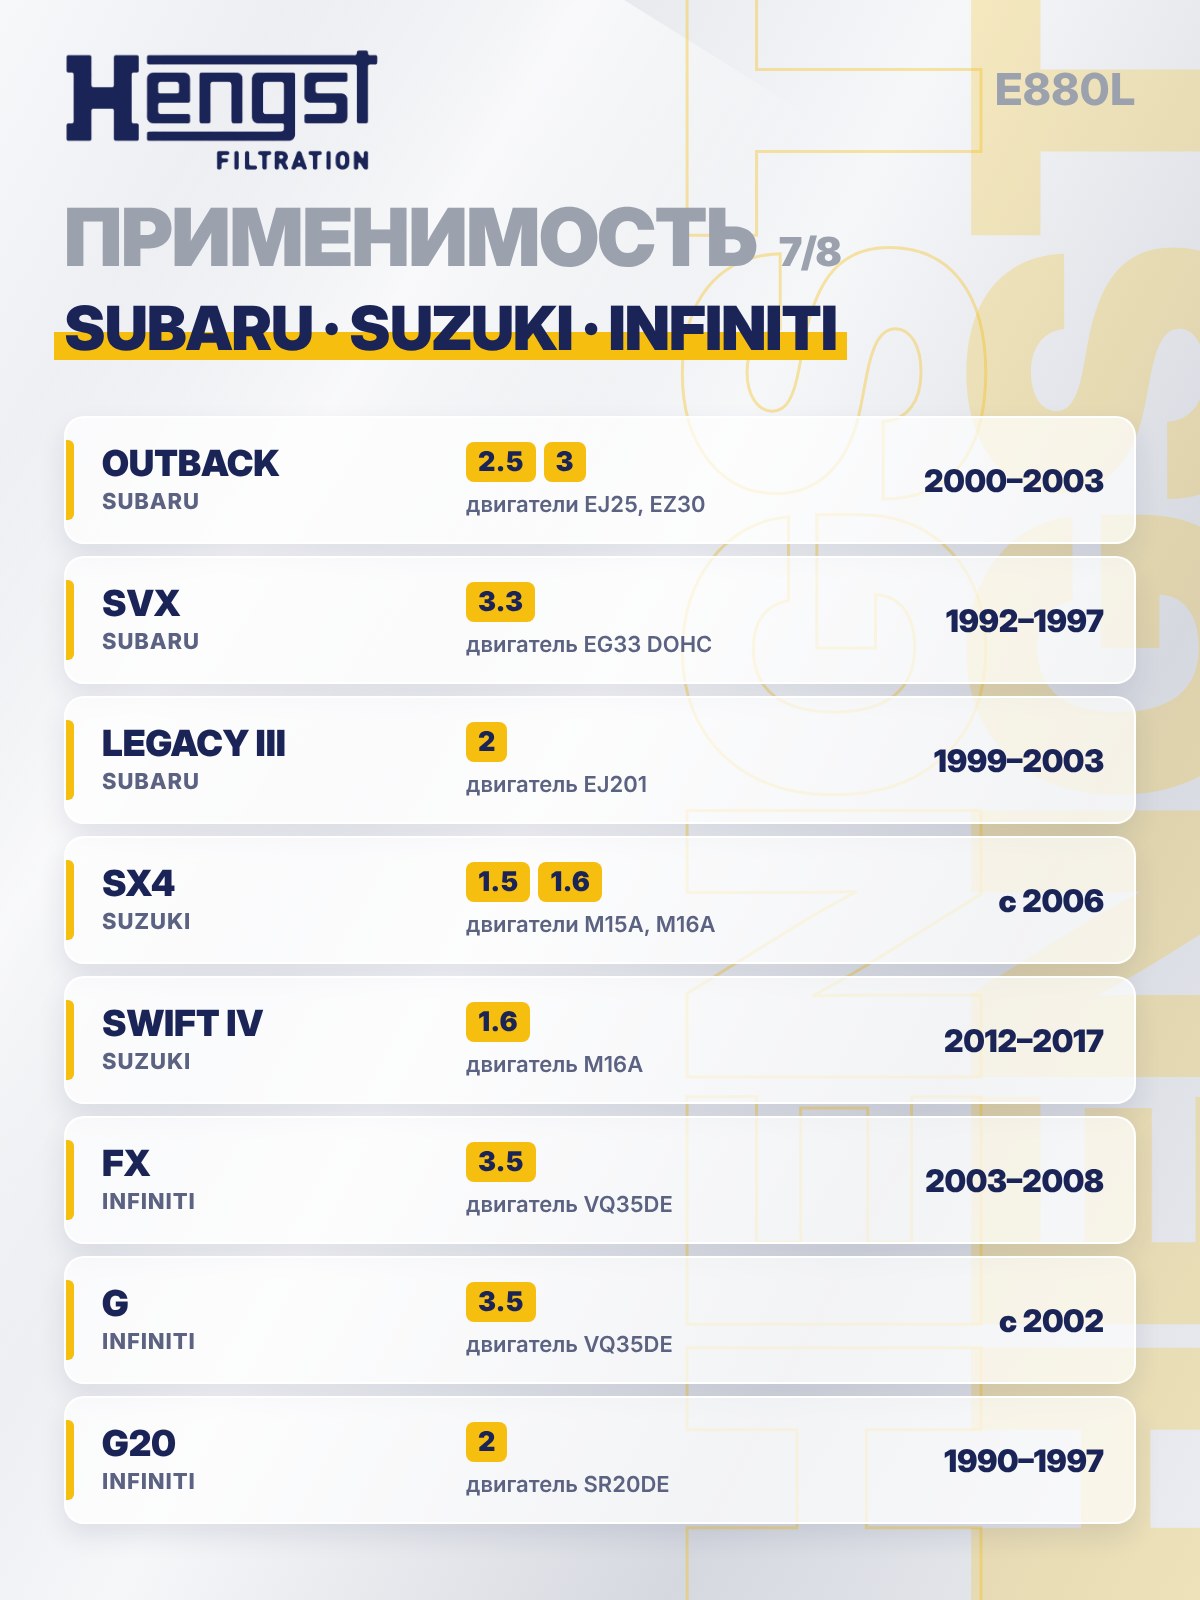 Hengst
FILTRATION
E880L
ПРИМЕНИМОСТЬ 7/8
SUBARU · SUZUKI · INFINITI
OUTBACK
SUBARU
2.5 3
двигатели EJ25, EZ30
2000–2003
SVX
SUBARU
3.3
двигатель EG33 DOHC
1992–1997
LEGACY III
SUBARU
2
двигатель EJ201
1999–2003
SX4
SUZUKI
1.5 1.6
двигатели M15A, M16A
с 2006
SWIFT IV
SUZUKI
1.6
двигатель M16A
2012–2017
FX
INFINITI
3.5
двигатель VQ35DE
2003–2008
G
INFINITI
3.5
двигатель VQ35DE
с 2002
G20
INFINITI
2
двигатель SR20DE
1990–1997
HENGST
HENGST